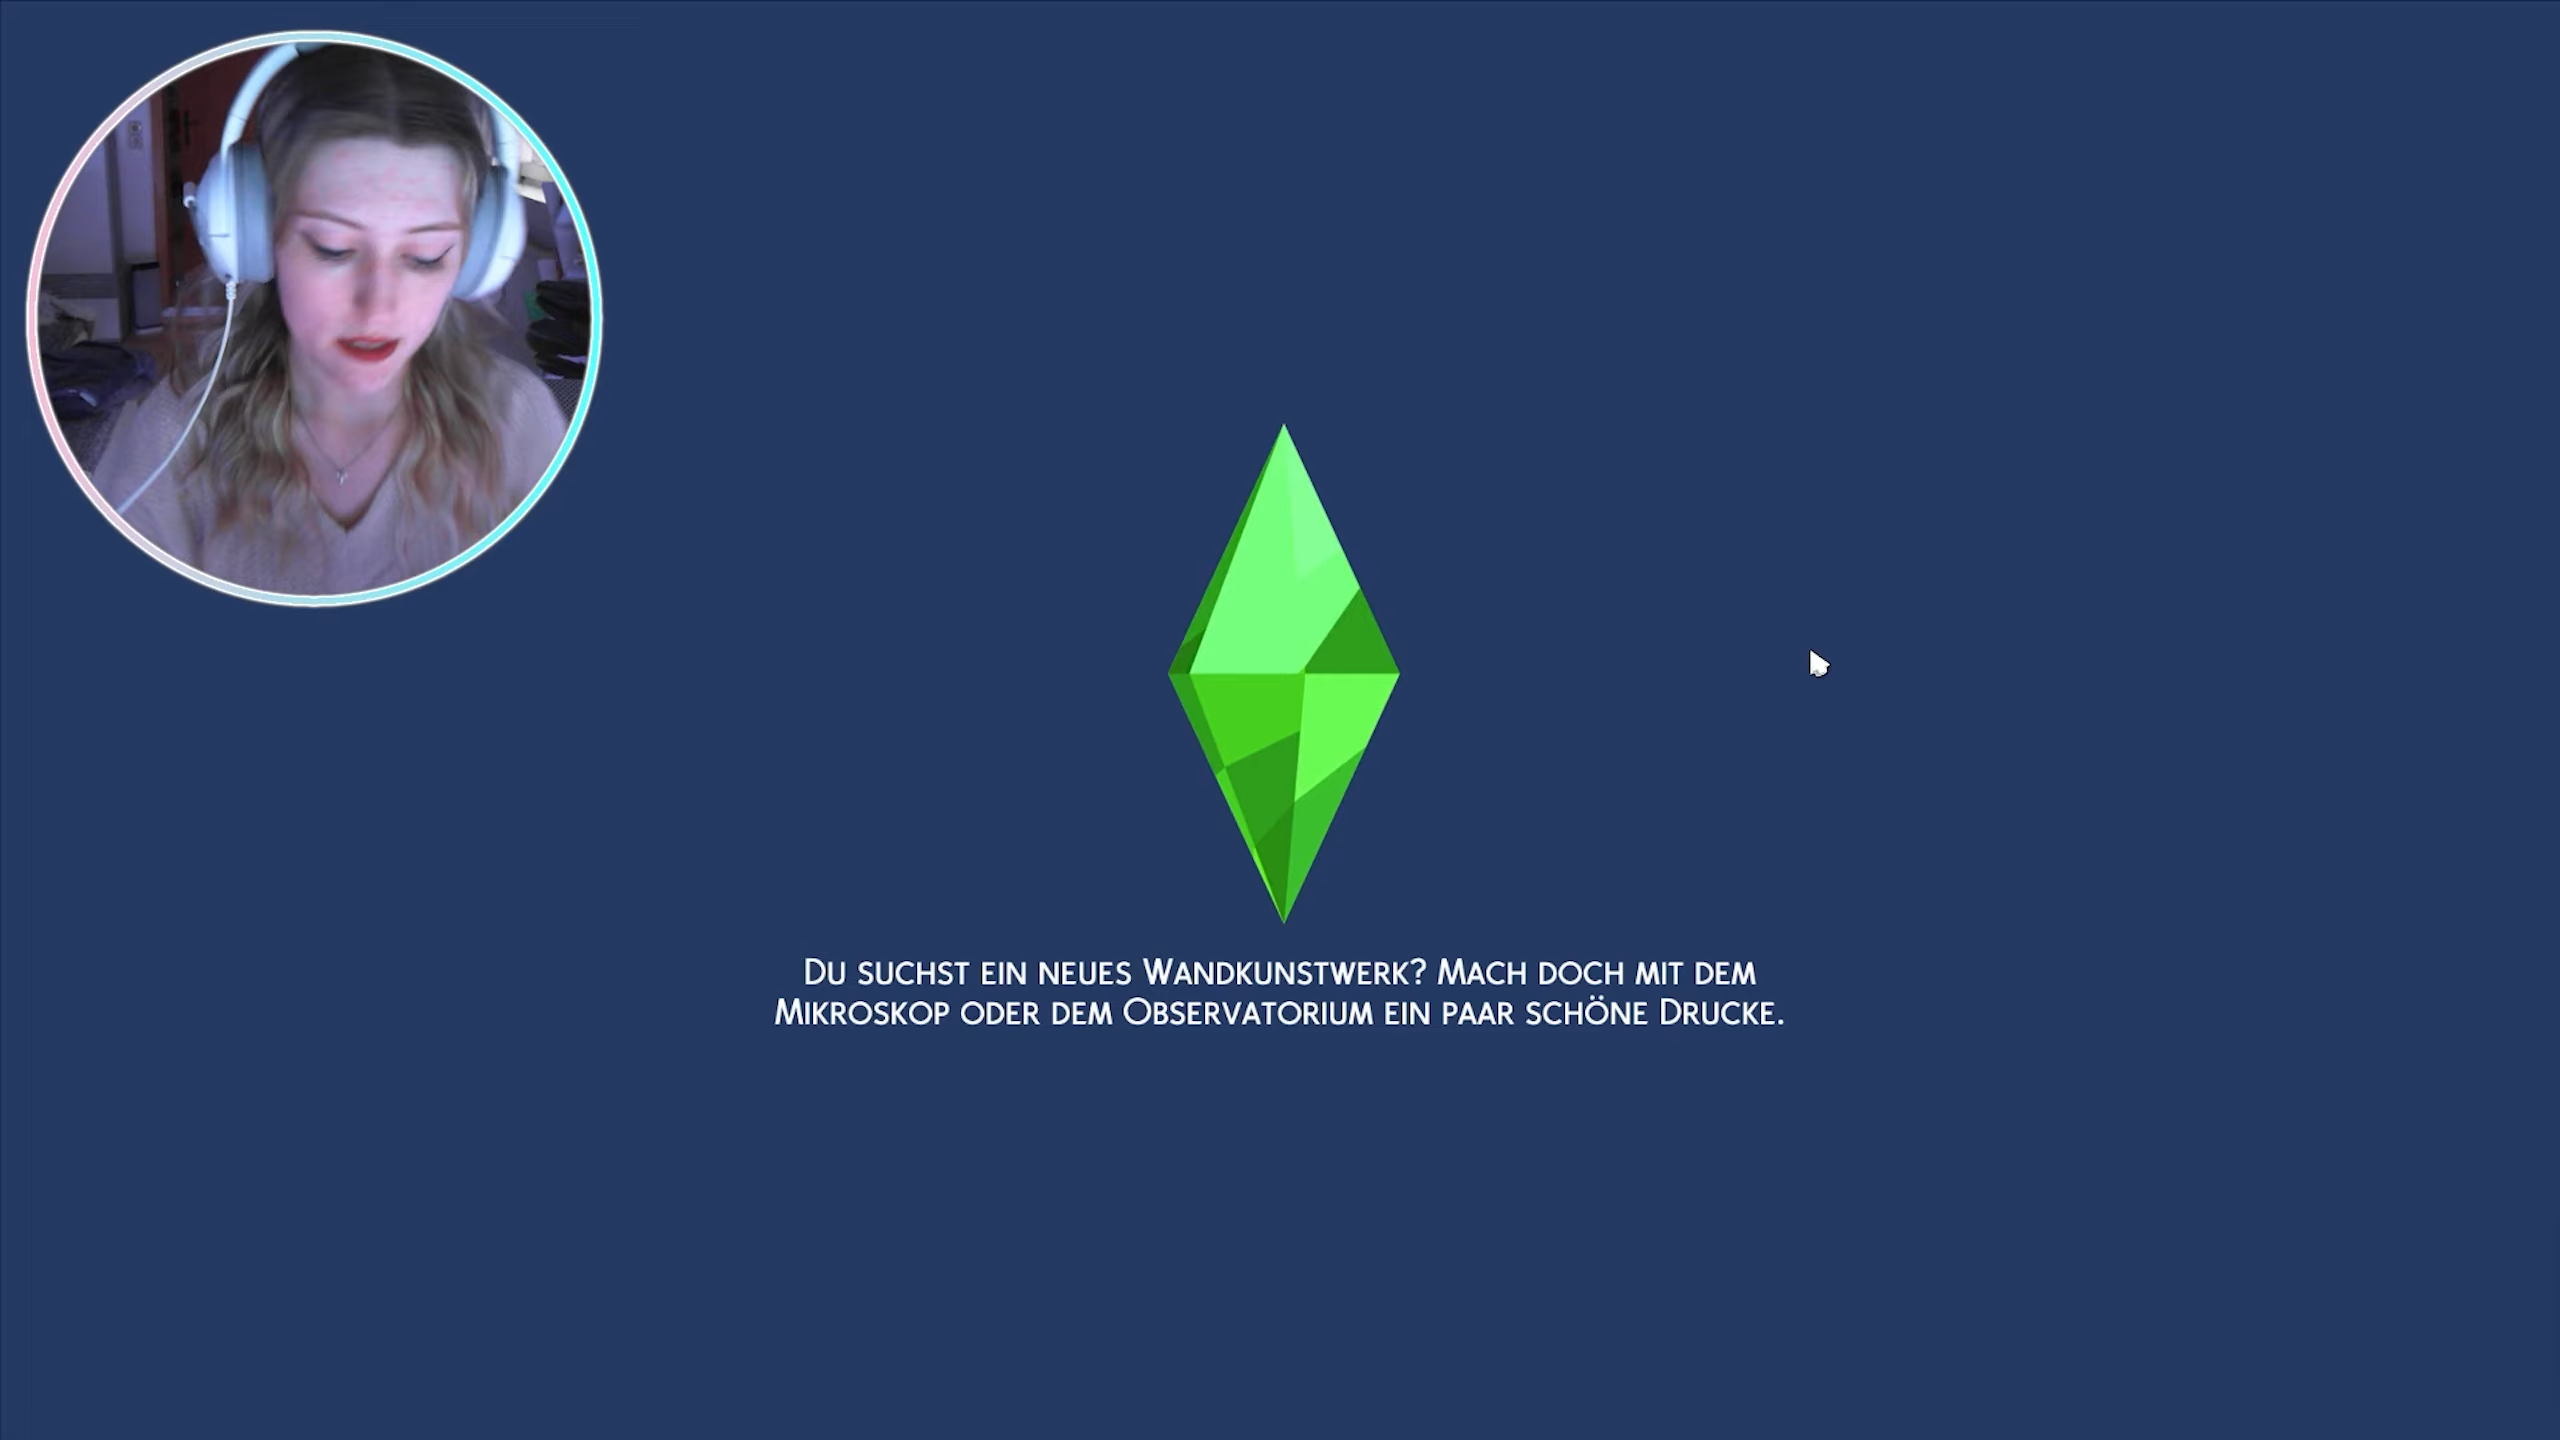 Du suchst ein neues Wandkunstwerk? Mach doch mit dem
Mikroskop oder dem Observatorium ein paar schöne Drucke.